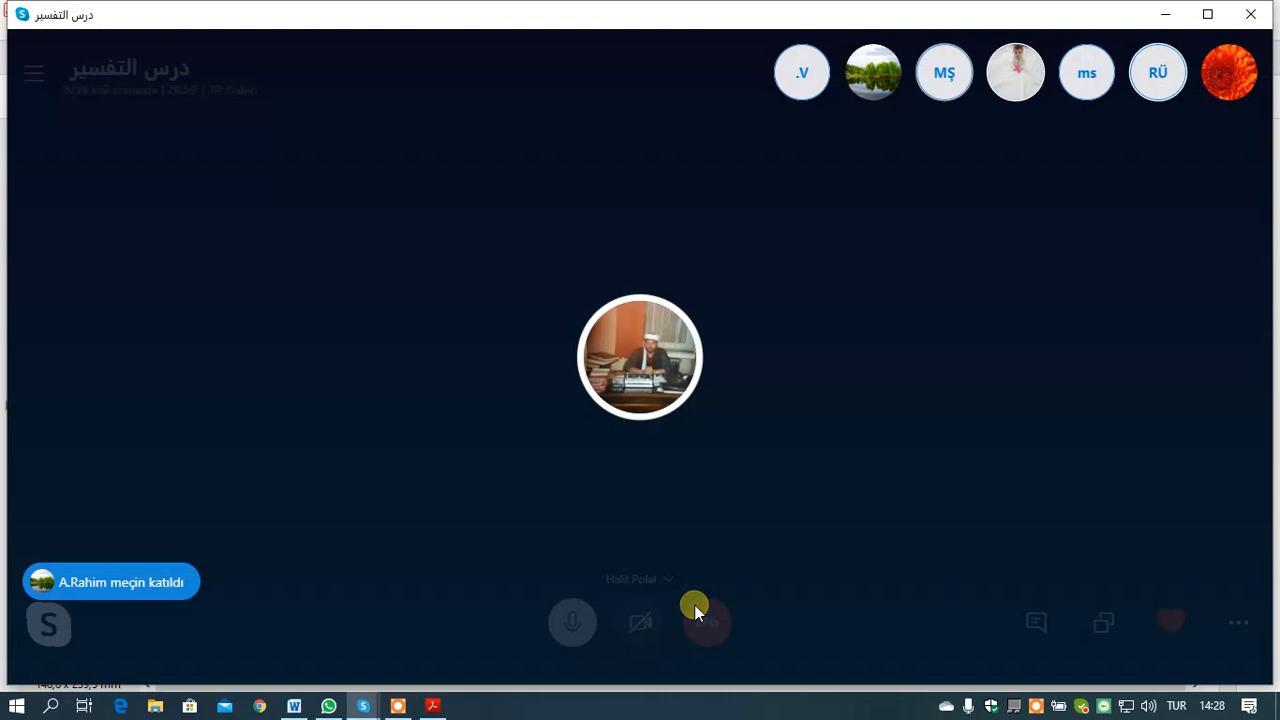 درس التفسير
درس التفسير
.V
MŞ
ms
RÜ
A.Rahim meçin katıldı
Halit Polat
S
TUR
14:28